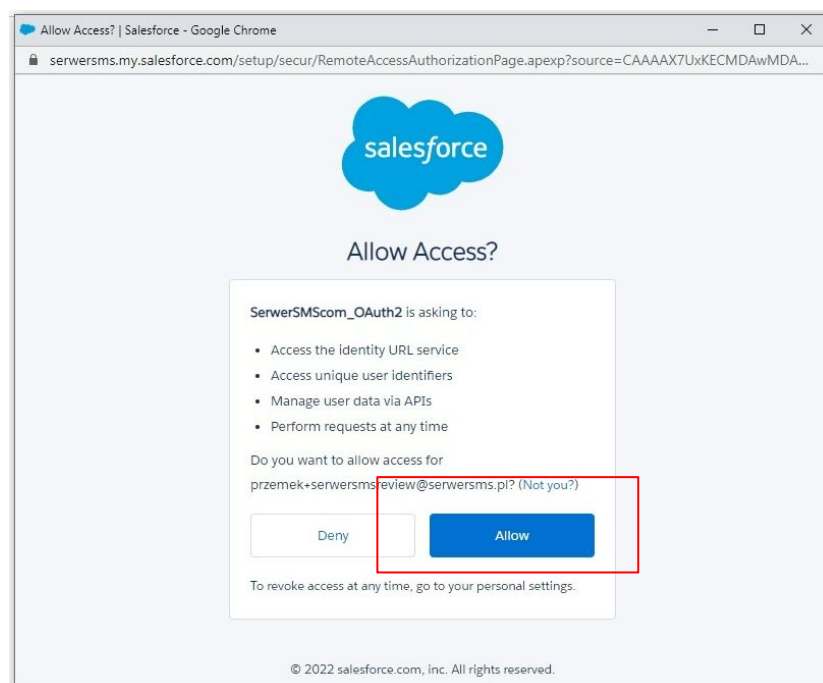 Allow Access? | Salesforce - Google Chrome
serwersms.my.salesforce.com/setup/secur/RemoteAccessAuthorizationPage.apexp?source=CAAAAX7UxKECMDAwMDA...
salesforce
Allow Access?
SerwerSMScom_OAuth2 is asking to:
• Access the identity URL service
• Access unique user identifiers
• Manage user data via APIs
• Perform requests at any time
Do you want to allow access for
przemek+serwersmsreview@serwersms.pl? (Not you?)
Deny Allow
To revoke access at any time, go to your personal settings.
© 2022 salesforce.com, inc. All rights reserved.